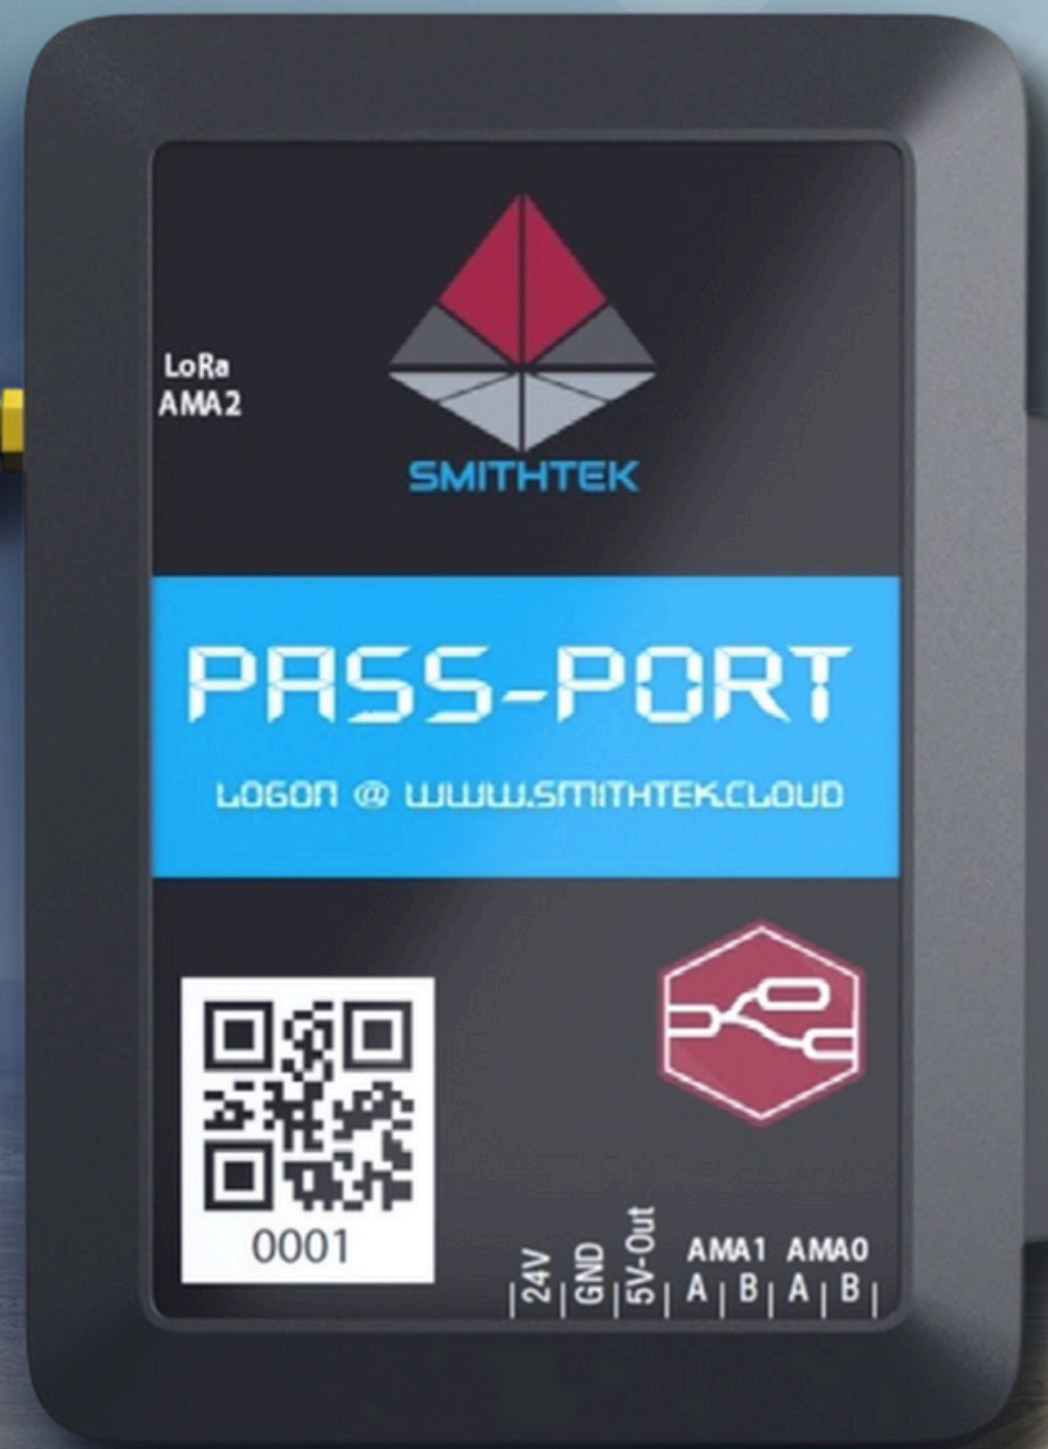 LoRa
AMA2
SMITHTEK
PASS-PORT
LOGON @ WWW.SMITHTEK.CLOUD
0001
24V
GND
5V-Out
AMA1 AMA0
A B A B